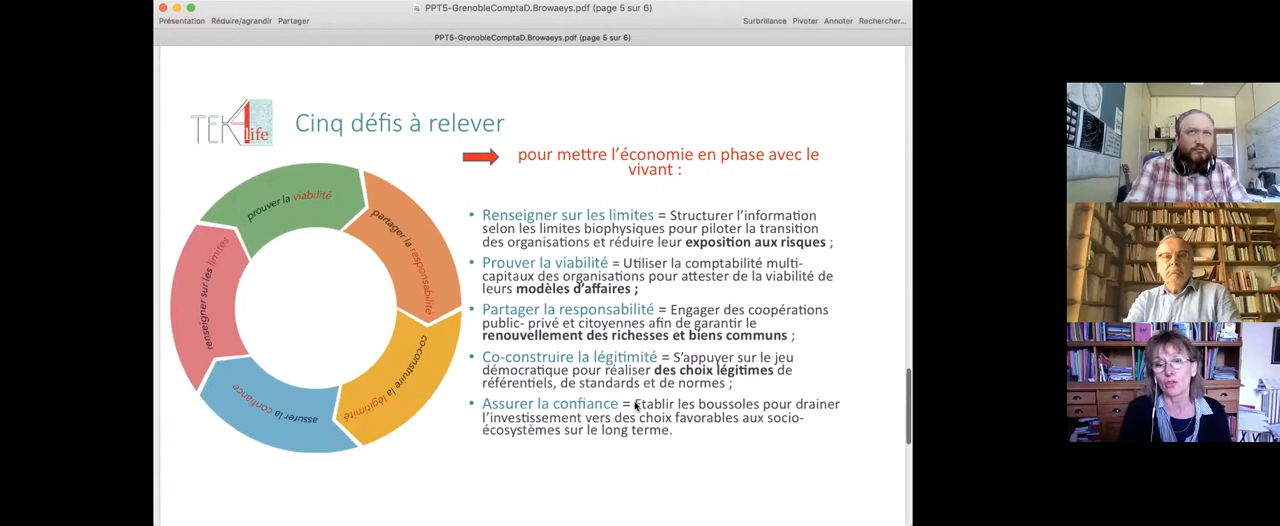 PPT5-GrenobleComptaD.Browaeys.pdf (page 5 sur 6)
Présentation Réduire/agrandir Partager
Surbrillance Pivoter Annoter Rechercher...
PPT5-GrenobleComptaD.Browaeys.pdf (page 5 sur 6)
TEK4life
Cinq défis à relever
pour mettre l'économie en phase avec le
vivant :
prouver la viabilité
partager la responsabilité
co-construire la légitimité
assurer la confiance
renseigner sur les limites
• Renseigner sur les limites = Structurer l'information
selon les limites biophysiques pour piloter la transition
des organisations et réduire leur exposition aux risques ;
• Prouver la viabilité = Utiliser la comptabilité multi-
capitaux des organisations pour attester de la viabilité de
leurs modèles d'affaires ;
• Partager la responsabilité = Engager des coopérations
public- privé et citoyennes afin de garantir le
renouvellement des richesses et biens communs ;
• Co-construire la légitimité = S'appuyer sur le jeu
démocratique pour réaliser des choix légitimes de
référentiels, de standards et de normes ;
• Assurer la confiance = Etablir les boussoles pour drainer
l'investissement vers des choix favorables aux socio-
écosystèmes sur le long terme.